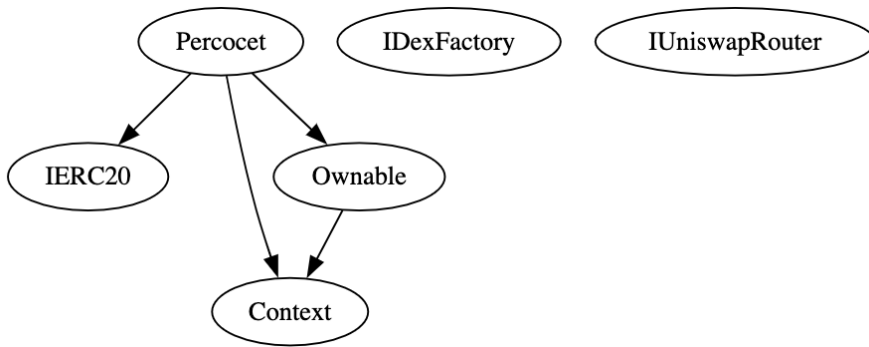 Percocet
IDexFactory
IUniswapRouter
IERC20
Ownable
Context